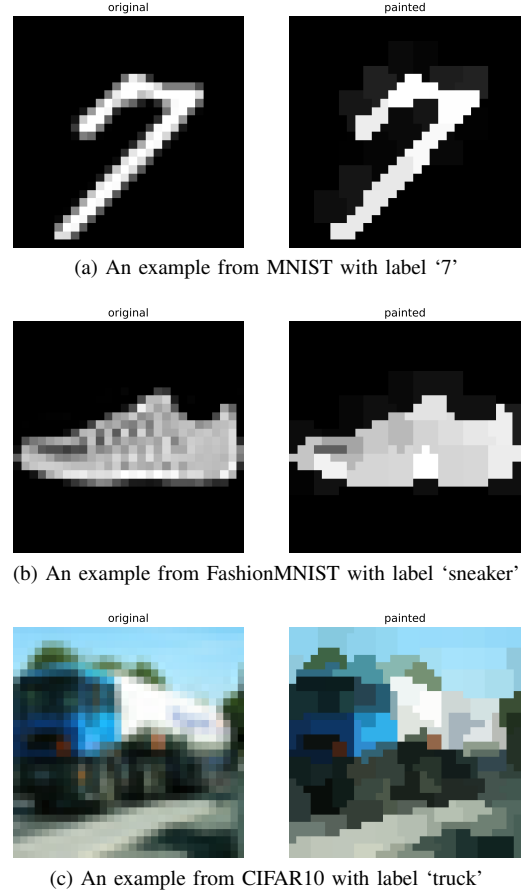 original painted
(a) An example from MNIST with label ‘7’
original painted
(b) An example from FashionMNIST with label ‘sneaker’
original painted
(c) An example from CIFAR10 with label ‘truck’